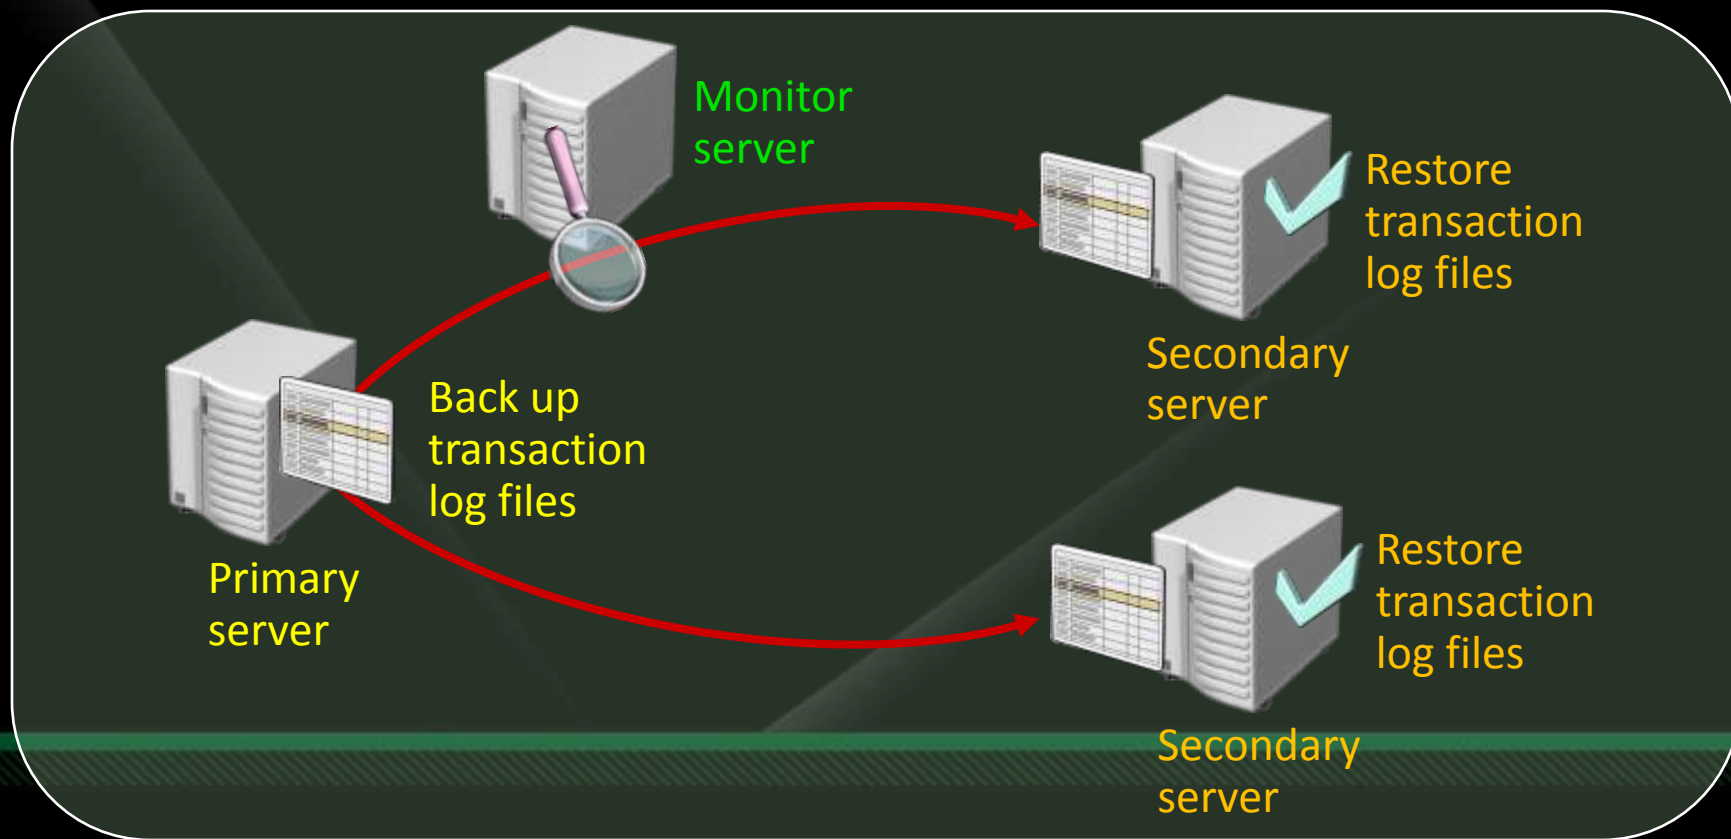 Monitor
server
Restore
transaction
log files
Secondary
server
Back up
transaction
log files
Primary
server
Restore
transaction
log files
Secondary
server